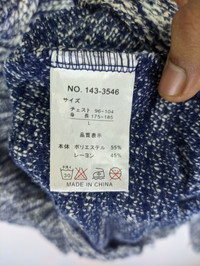 NO. 143-3546
サイズ
チェスト 96-104
身 長 175-185
L
品質表示
本体 ポリエステル 55%
レーヨン 45%
MADE IN CHINA